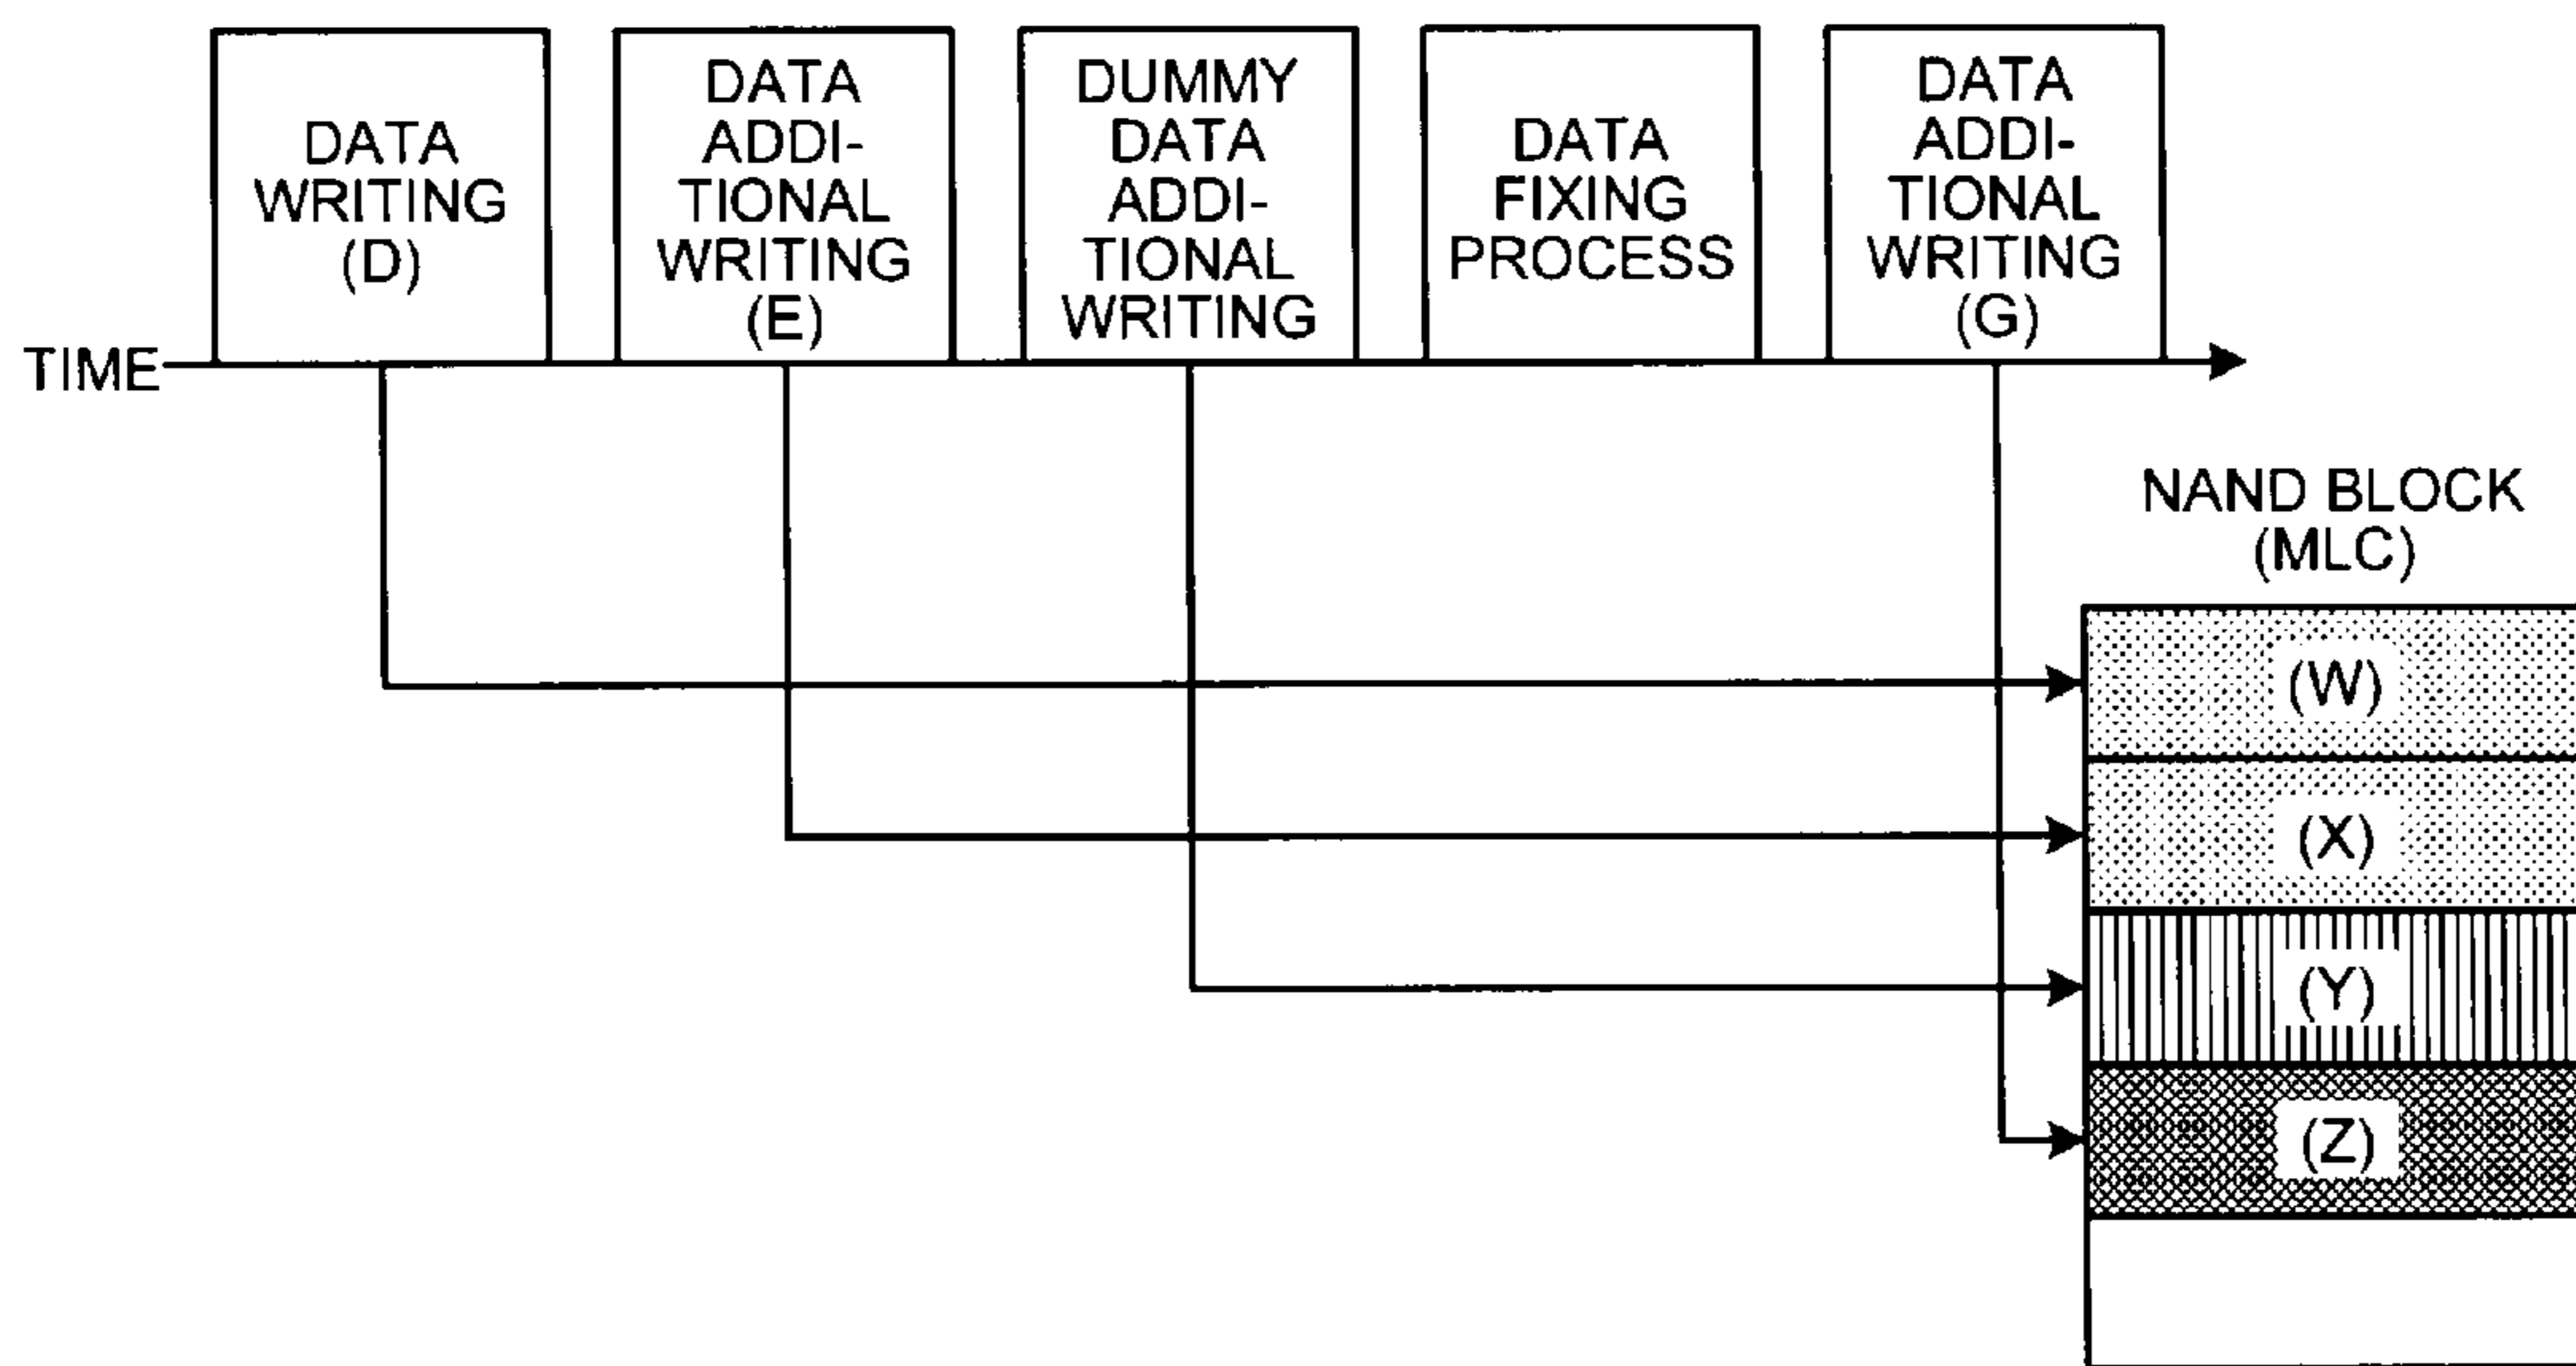 DATA
WRITING
(D)
DATA
ADDI-
TIONAL
WRITING
(E)
DUMMY
DATA
ADDI-
TIONAL
WRITING
DATA
FIXING
PROCESS
DATA
ADDI-
TIONAL
WRITING
(G)
TIME
NAND BLOCK
(MLC)
(W)
(X)
(Y)
(Z)